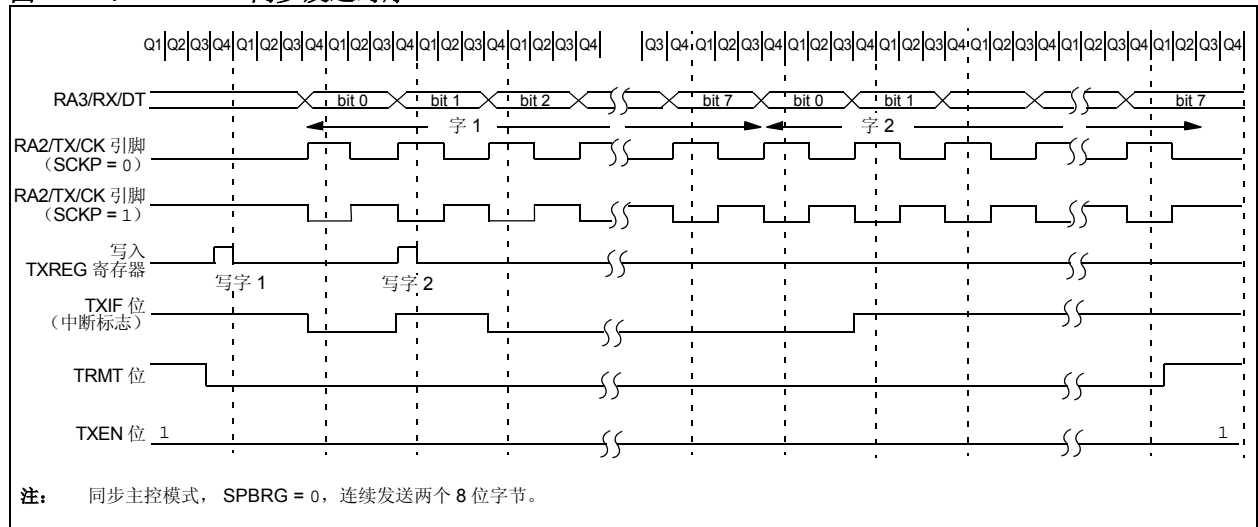 Q1 Q2 Q3 Q4 Q1 Q2 Q3 Q4 Q1 Q2 Q3 Q4 Q1 Q2 Q3 Q4 Q1 Q2 Q3 Q4 Q3 Q4 Q1 Q2 Q3 Q4 Q1 Q2 Q3 Q4 Q1 Q2 Q3 Q4 Q1 Q2 Q3 Q4 Q1 Q2 Q3 Q4 Q1 Q2 Q3 Q4
RA3/RX/DT bit 0 bit 1 bit 2 bit 7 bit 0 bit 1 bit 7
字 1 字 2
RA2/TX/CK 引脚
（SCKP = 0）
RA2/TX/CK 引脚
（SCKP = 1）
写入
TXREG 寄存器
写字 1 写字 2
TXIF 位
（中断标志）
TRMT 位
TXEN 位 1 1
注： 同步主控模式， SPBRG = 0，连续发送两个 8 位字节。